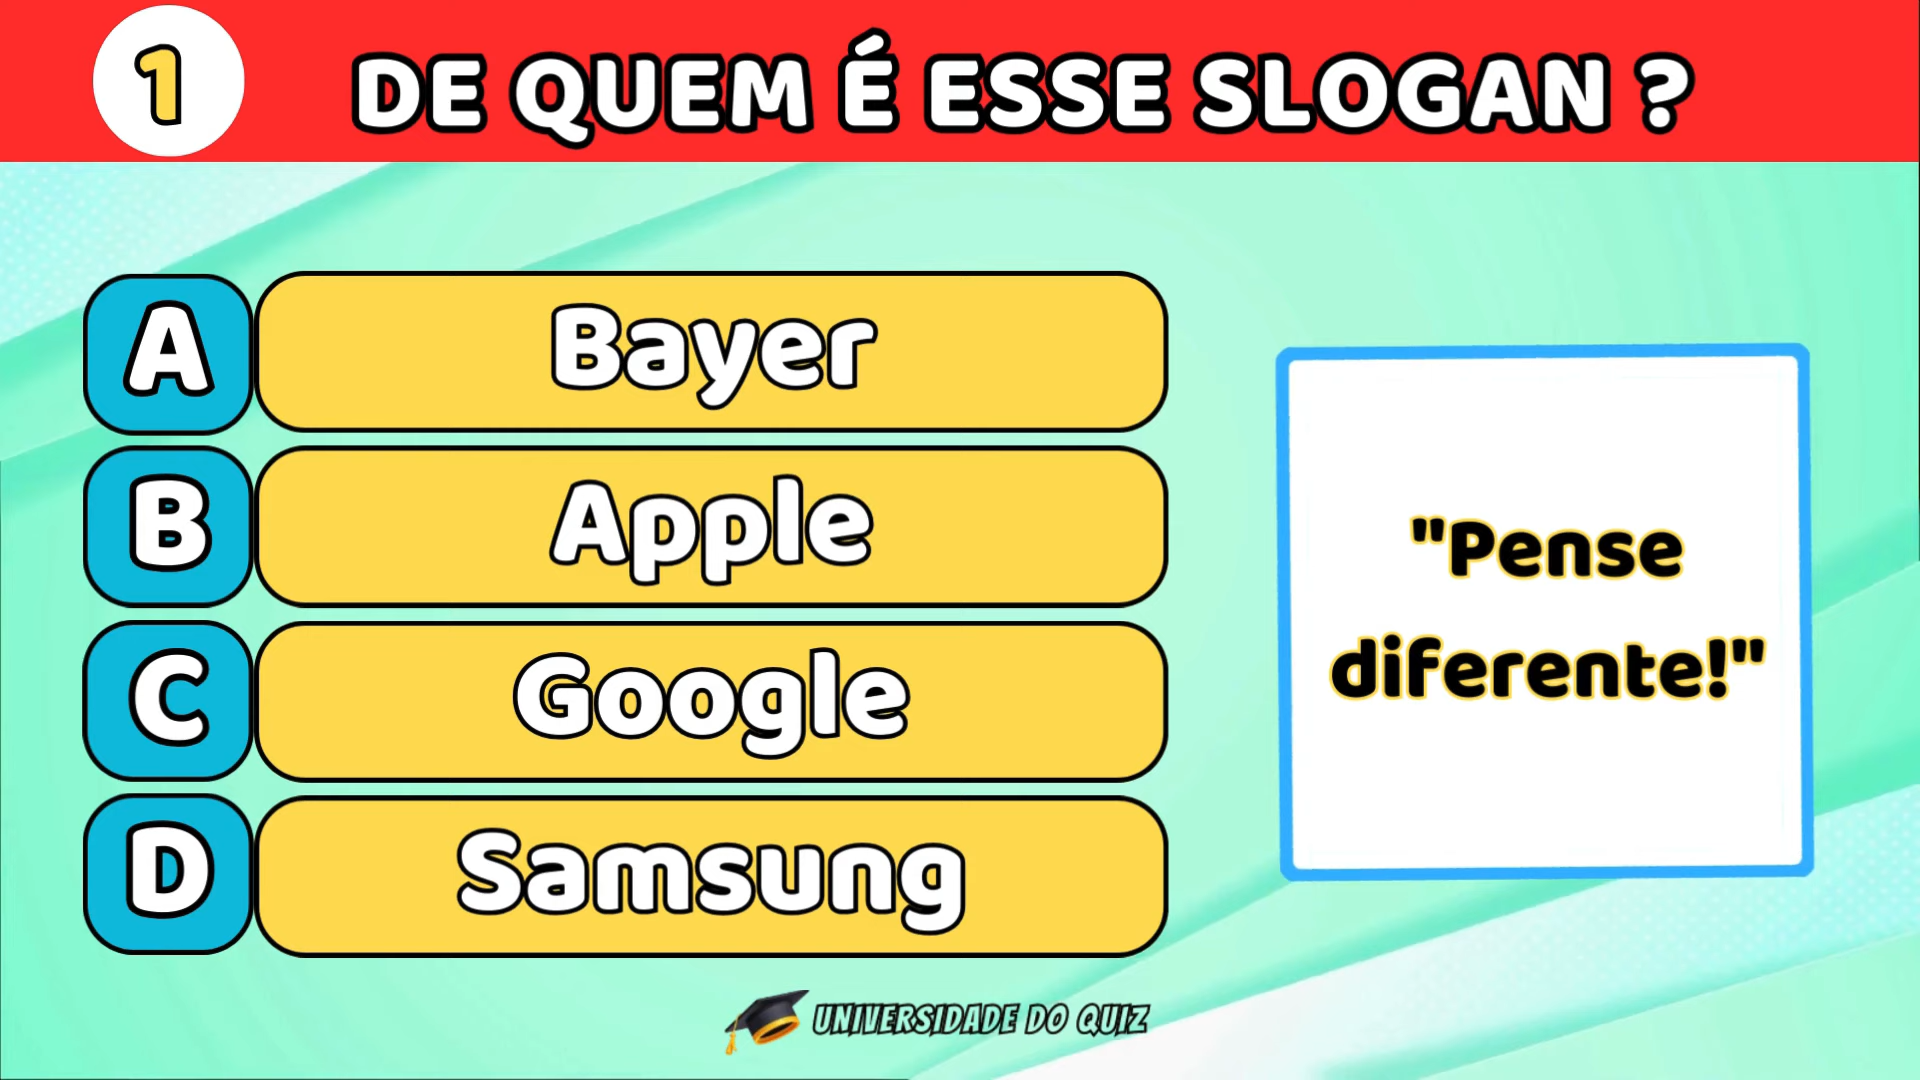 1
DE QUEM É ESSE SLOGAN ?
A
Bayer
B
Apple
C
Google
D
Samsung
"Pense
diferente!"
UNIVERSIDADE DO QUIZ